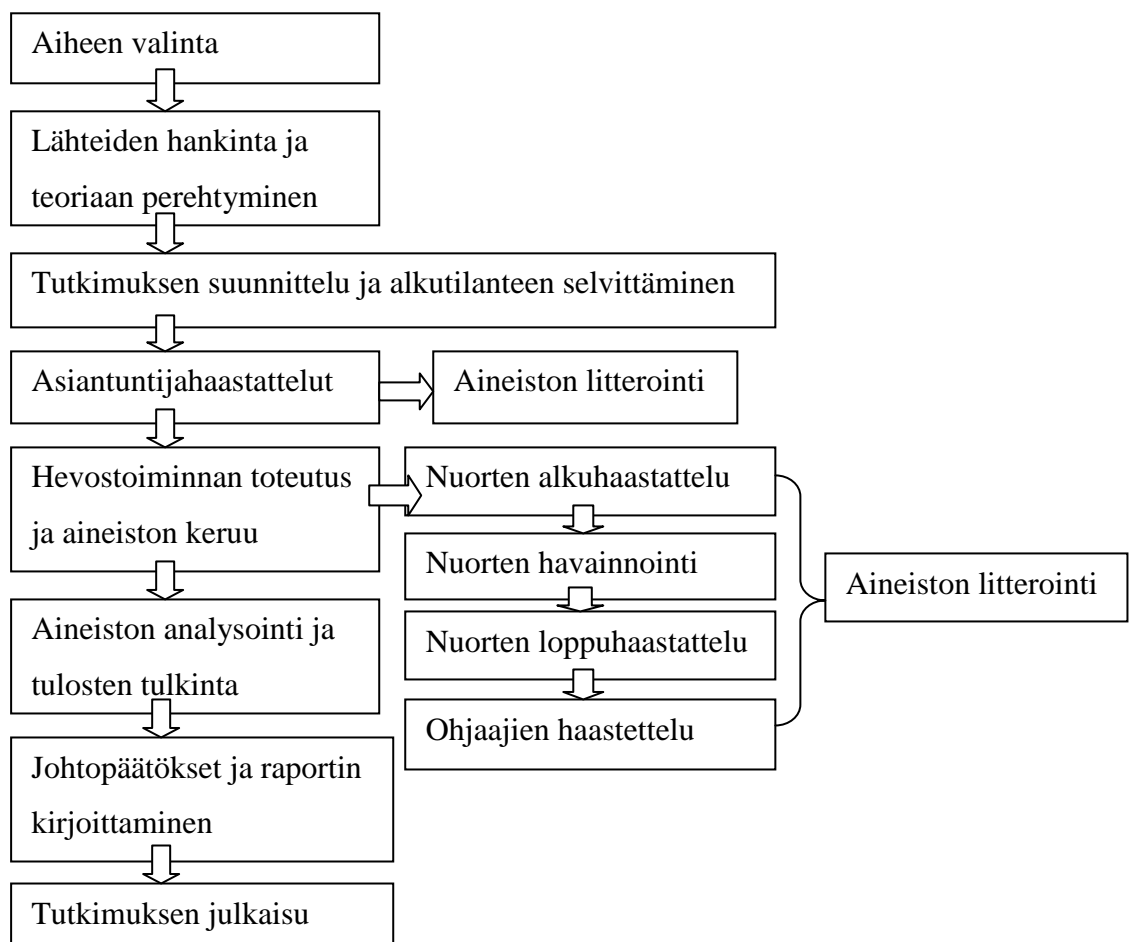 Aiheen valinta
Lähteiden hankinta ja
teoriaan perehtyminen
Tutkimuksen suunnittelu ja alkutilanteen selvittäminen
Asiantuntijahaastattelut
Aineiston litterointi
Hevostoiminnan toteutus
ja aineiston keruu
Nuorten alkuhaastattelu
Nuorten havainnointi
Nuorten loppuhaastattelu
Ohjaajien haastettelu
Aineiston litterointi
Aineiston analysointi ja
tulosten tulkinta
Johtopäätökset ja raportin
kirjoittaminen
Tutkimuksen julkaisu